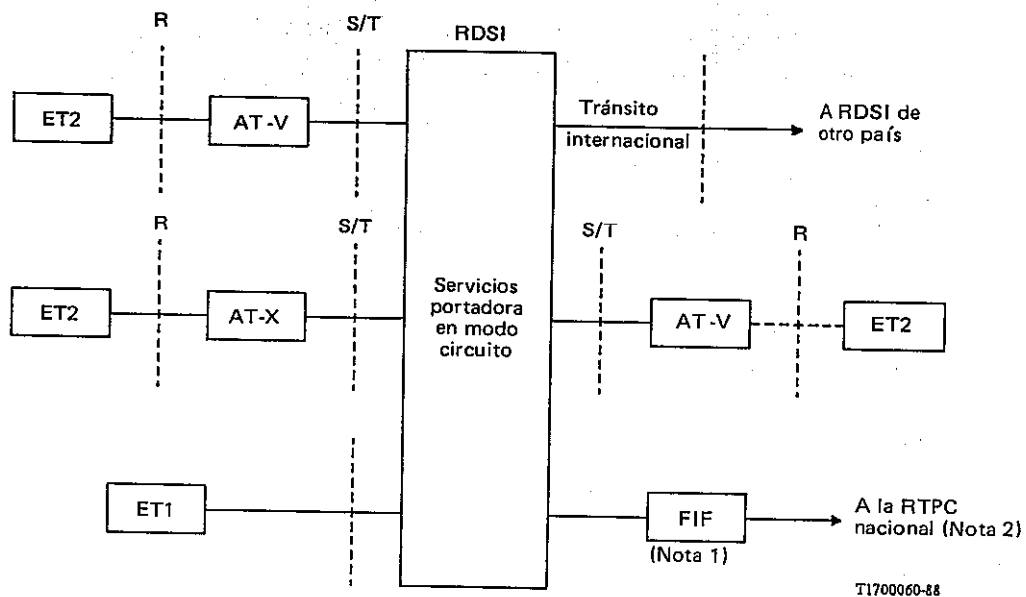 R
S/T
RDSI
ET2
AT-V
Tránsito
internacional
A RDSI de
otro país
R
S/T
S/T
R
ET2
AT-X
Servicios
portadora
en modo
circuito
AT-V
ET2
ET1
FIF
(Nota 1)
A la RTPC
nacional (Nota 2)
T1700060-88